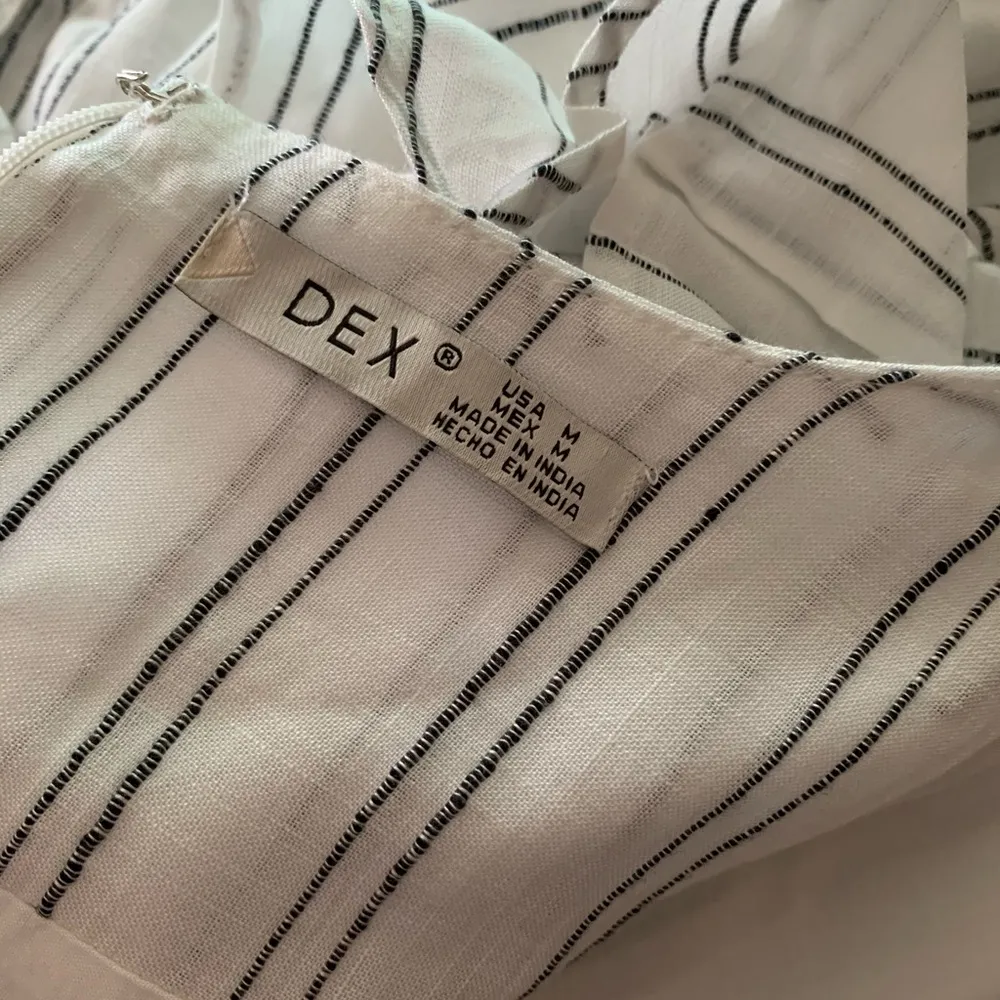 DEX®
USA M
MEX M
MADE IN INDIA
HECHO EN INDIA